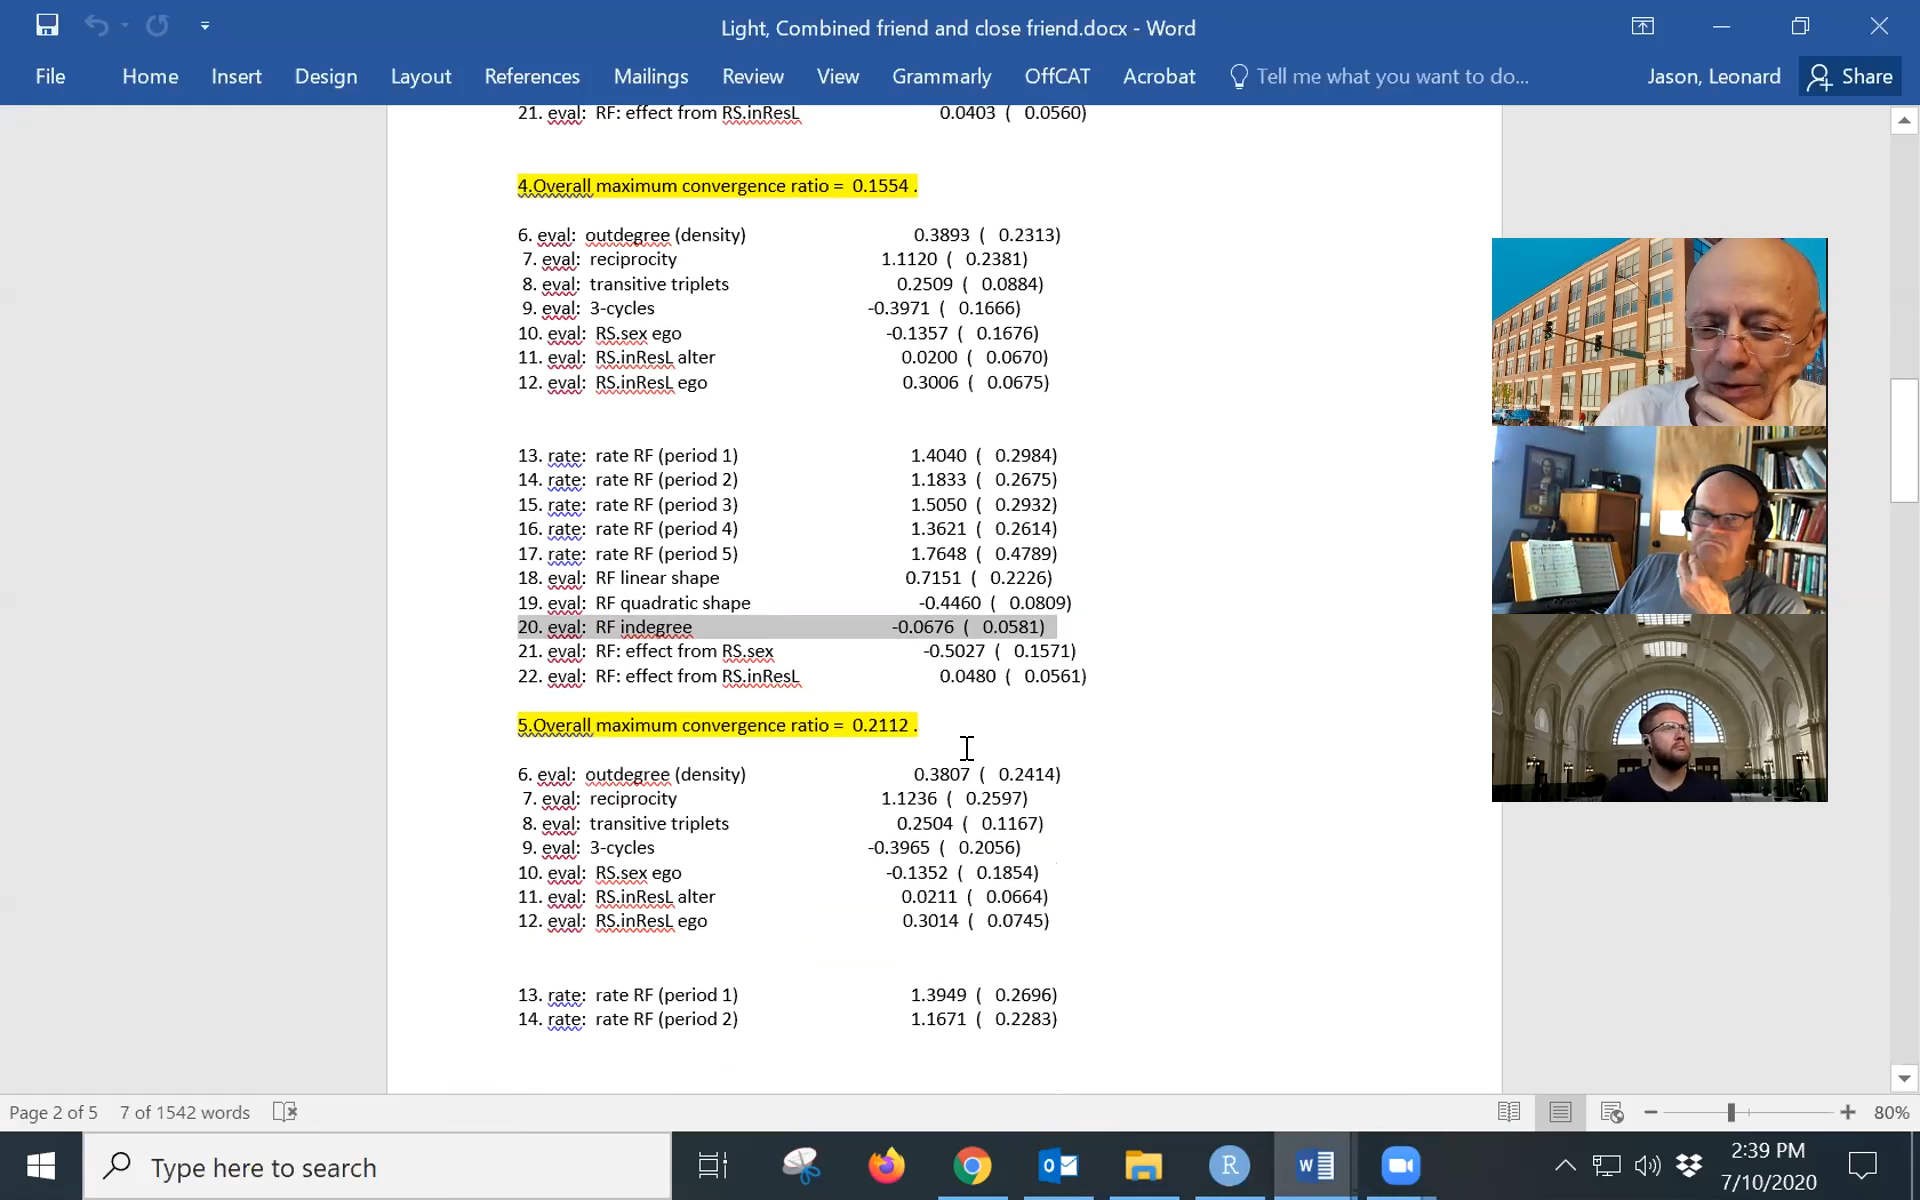 Light, Combined friend and close friend.docx - Word
File Home Insert Design Layout References Mailings Review View Grammarly OffCAT Acrobat Tell me what you want to do... Jason, Leonard Share
21. eval: RF: effect from RS.inResL 0.0403 ( 0.0560)
4.Overall maximum convergence ratio = 0.1554 .
6. eval: outdegree (density) 0.3893 ( 0.2313)
7. eval: reciprocity 1.1120 ( 0.2381)
8. eval: transitive triplets 0.2509 ( 0.0884)
9. eval: 3-cycles -0.3971 ( 0.1666)
10. eval: RS.sex ego -0.1357 ( 0.1676)
11. eval: RS.inResL alter 0.0200 ( 0.0670)
12. eval: RS.inResL ego 0.3006 ( 0.0675)
13. rate: rate RF (period 1) 1.4040 ( 0.2984)
14. rate: rate RF (period 2) 1.1833 ( 0.2675)
15. rate: rate RF (period 3) 1.5050 ( 0.2932)
16. rate: rate RF (period 4) 1.3621 ( 0.2614)
17. rate: rate RF (period 5) 1.7648 ( 0.4789)
18. eval: RF linear shape 0.7151 ( 0.2226)
19. eval: RF quadratic shape -0.4460 ( 0.0809)
20. eval: RF indegree -0.0676 ( 0.0581)
21. eval: RF: effect from RS.sex -0.5027 ( 0.1571)
22. eval: RF: effect from RS.inResL 0.0480 ( 0.0561)
5.Overall maximum convergence ratio = 0.2112 .
6. eval: outdegree (density) 0.3807 ( 0.2414)
7. eval: reciprocity 1.1236 ( 0.2597)
8. eval: transitive triplets 0.2504 ( 0.1167)
9. eval: 3-cycles -0.3965 ( 0.2056)
10. eval: RS.sex ego -0.1352 ( 0.1854)
11. eval: RS.inResL alter 0.0211 ( 0.0664)
12. eval: RS.inResL ego 0.3014 ( 0.0745)
13. rate: rate RF (period 1) 1.3949 ( 0.2696)
14. rate: rate RF (period 2) 1.1671 ( 0.2283)
Page 2 of 5 7 of 1542 words 80%
Type here to search
2:39 PM
7/10/2020